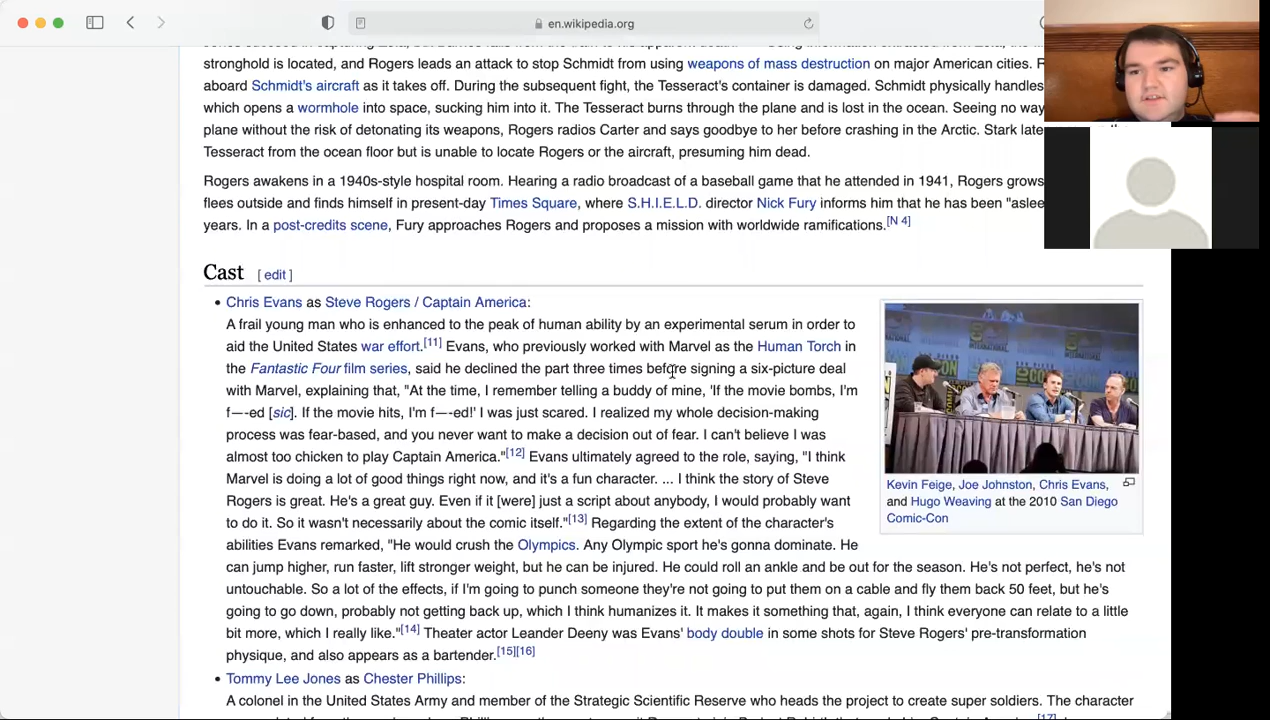 en.wikipedia.org
stronghold is located, and Rogers leads an attack to stop Schmidt from using weapons of mass destruction on major American cities. R
aboard Schmidt's aircraft as it takes off. During the subsequent fight, the Tesseract's container is damaged. Schmidt physically handles
which opens a wormhole into space, sucking him into it. The Tesseract burns through the plane and is lost in the ocean. Seeing no way
plane without the risk of detonating its weapons, Rogers radios Carter and says goodbye to her before crashing in the Arctic. Stark late
Tesseract from the ocean floor but is unable to locate Rogers or the aircraft, presuming him dead.
Rogers awakens in a 1940s-style hospital room. Hearing a radio broadcast of a baseball game that he attended in 1941, Rogers grows
flees outside and finds himself in present-day Times Square, where S.H.I.E.L.D. director Nick Fury informs him that he has been "aslee
years. In a post-credits scene, Fury approaches Rogers and proposes a mission with worldwide ramifications.[N 4]
Cast [ edit ]
• Chris Evans as Steve Rogers / Captain America:
A frail young man who is enhanced to the peak of human ability by an experimental serum in order to
aid the United States war effort.[11] Evans, who previously worked with Marvel as the Human Torch in
the Fantastic Four film series, said he declined the part three times before signing a six-picture deal
with Marvel, explaining that, "At the time, I remember telling a buddy of mine, 'If the movie bombs, I'm
f—-ed [sic]. If the movie hits, I'm f—-ed!' I was just scared. I realized my whole decision-making
process was fear-based, and you never want to make a decision out of fear. I can't believe I was
almost too chicken to play Captain America."[12] Evans ultimately agreed to the role, saying, "I think
Marvel is doing a lot of good things right now, and it's a fun character. ... I think the story of Steve
Rogers is great. He's a great guy. Even if it [were] just a script about anybody, I would probably want
to do it. So it wasn't necessarily about the comic itself."[13] Regarding the extent of the character's
abilities Evans remarked, "He would crush the Olympics. Any Olympic sport he's gonna dominate. He
can jump higher, run faster, lift stronger weight, but he can be injured. He could roll an ankle and be out for the season. He's not perfect, he's not
untouchable. So a lot of the effects, if I'm going to punch someone they're not going to put them on a cable and fly them back 50 feet, but he's
going to go down, probably not getting back up, which I think humanizes it. It makes it something that, again, I think everyone can relate to a little
bit more, which I really like."[14] Theater actor Leander Deeny was Evans' body double in some shots for Steve Rogers' pre-transformation
physique, and also appears as a bartender.[15][16]
Kevin Feige, Joe Johnston, Chris Evans,
and Hugo Weaving at the 2010 San Diego
Comic-Con
• Tommy Lee Jones as Chester Phillips:
A colonel in the United States Army and member of the Strategic Scientific Reserve who heads the project to create super soldiers. The character